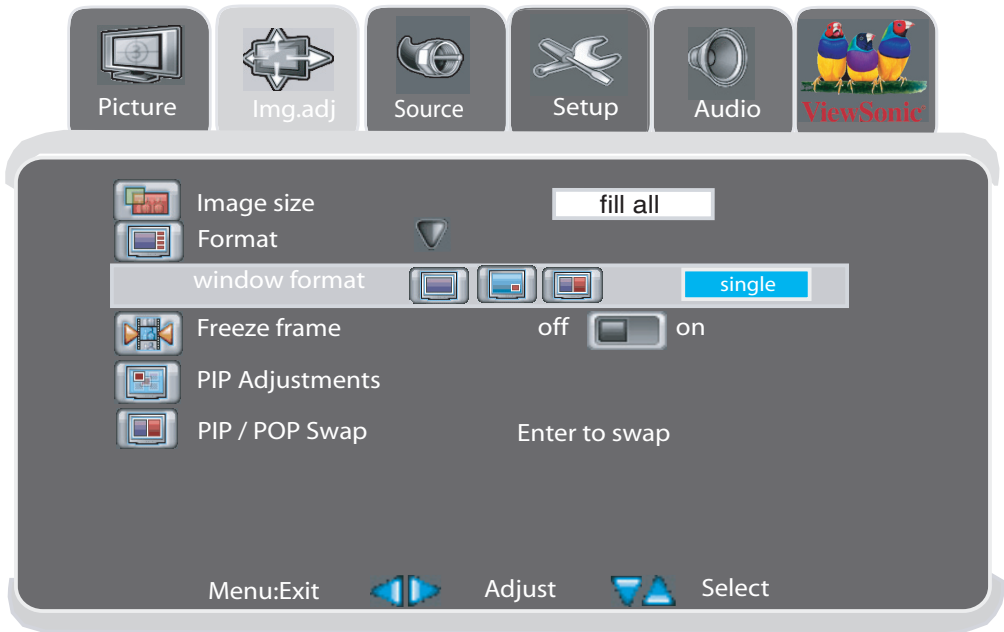 Picture Img.adj Source Setup Audio ViewSonic
Image size fill all
Format
window format single
Freeze frame off on
PIP Adjustments
PIP / POP Swap Enter to swap
Menu:Exit Adjust Select